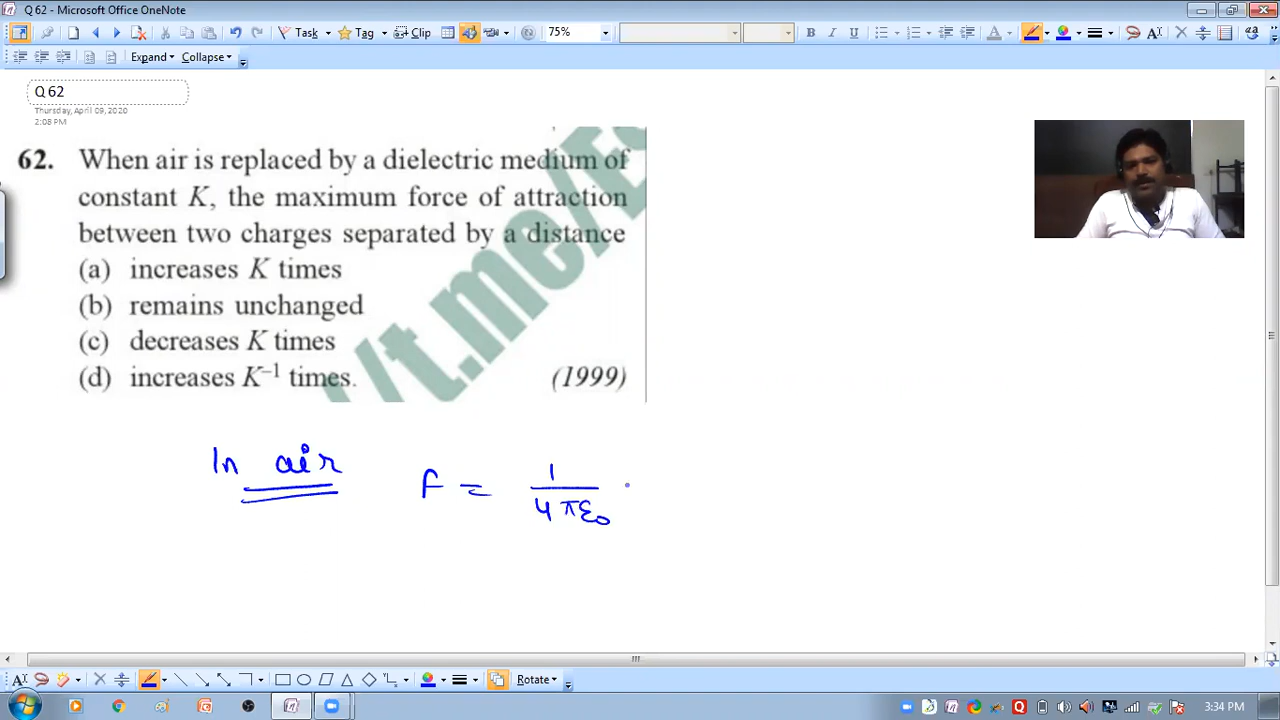 Q 62 - Microsoft Office OneNote
Task Tag Clip 75% B I U A
Expand Collapse
Q 62
Thursday, April 09, 2020
2:08 PM
62. When air is replaced by a dielectric medium of
constant K, the maximum force of attraction
between two charges separated by a distance
(a) increases K times
(b) remains unchanged
(c) decreases K times
(d) increases K⁻¹ times. (1999)
/t.me/Es
In air F = 1/4πε₀ ·
Rotate
3:34 PM